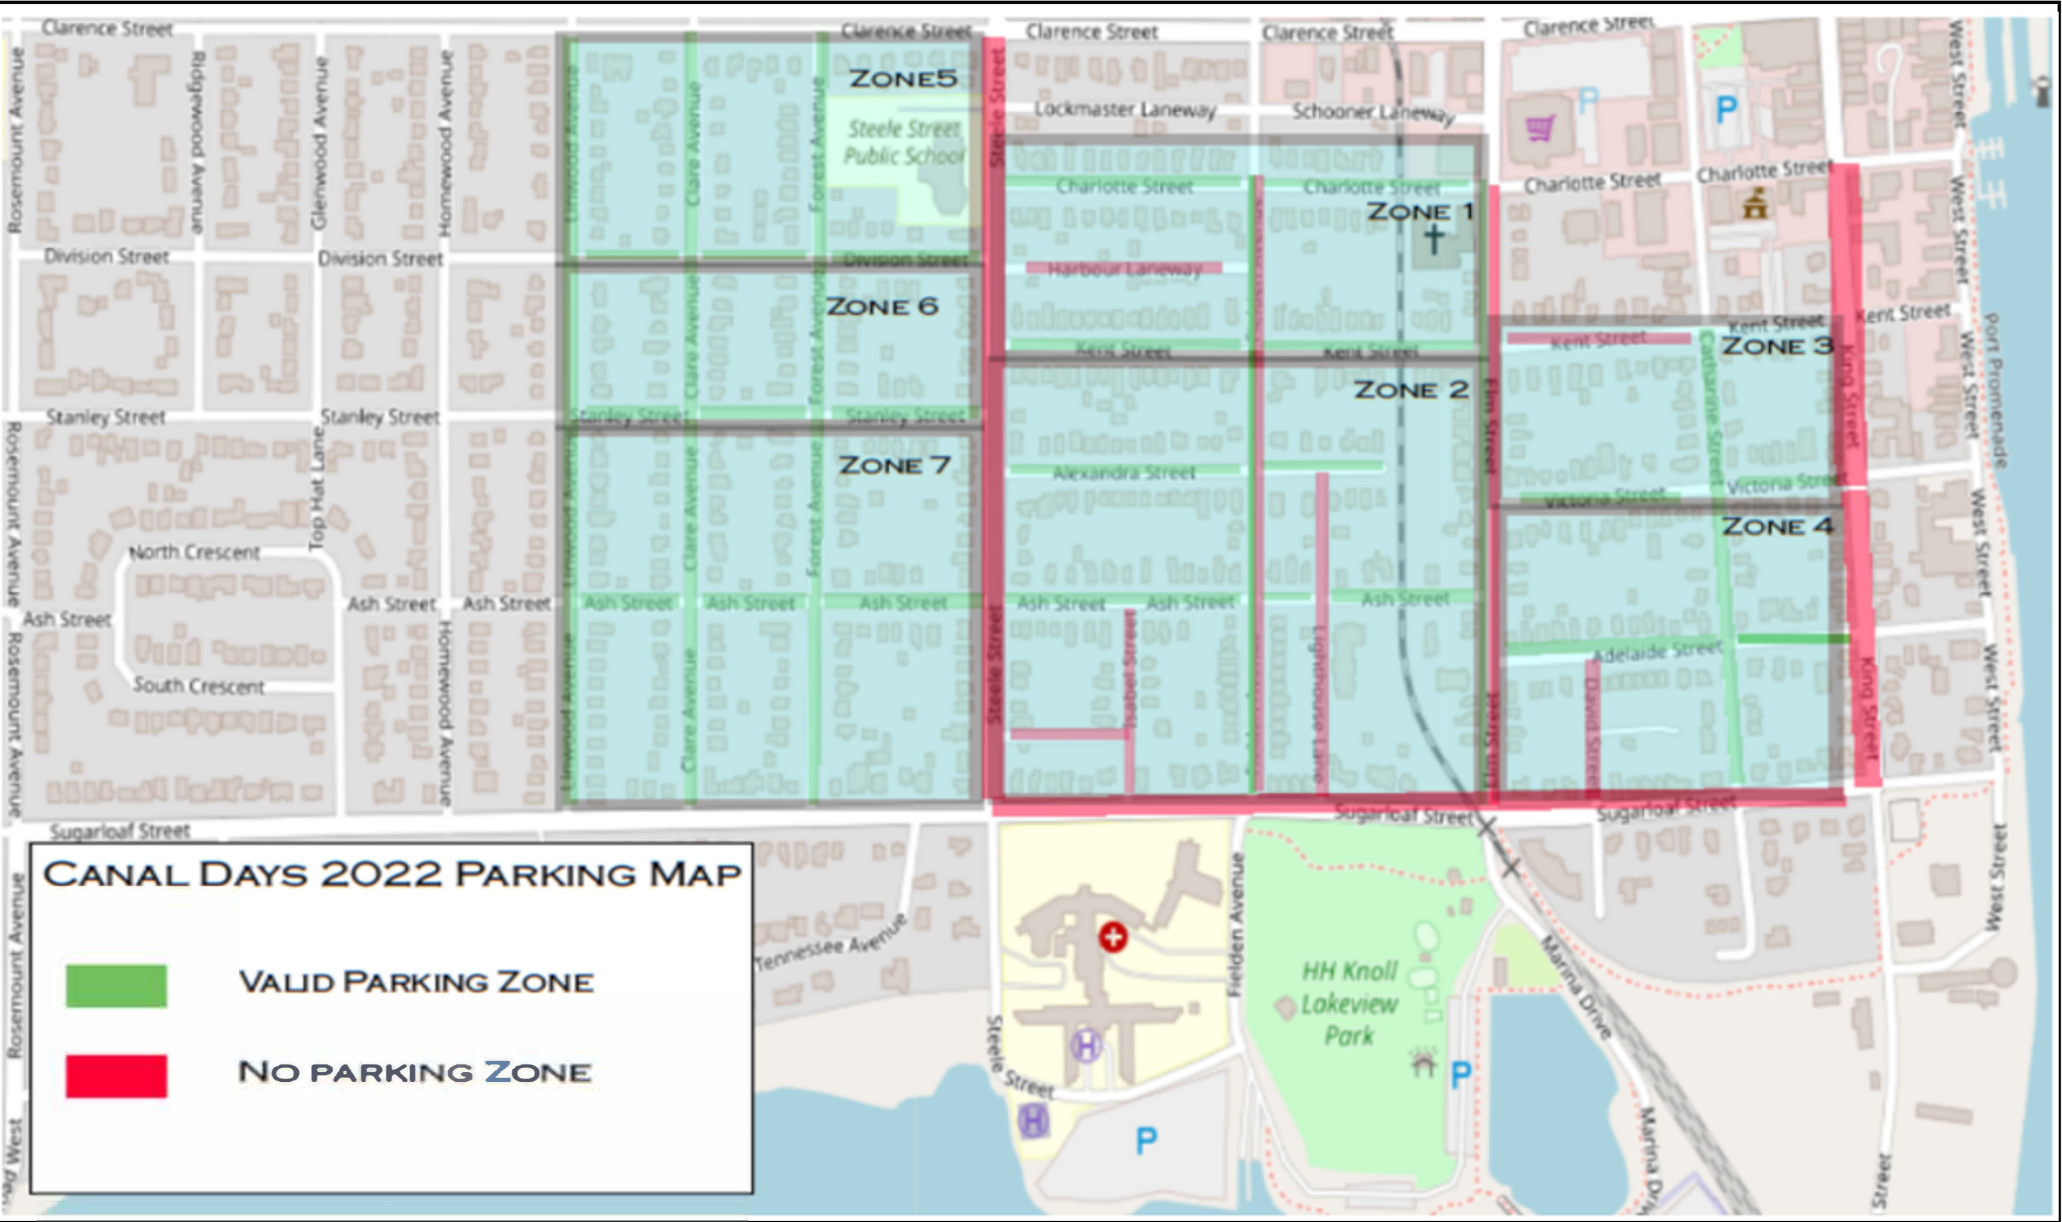 Clarence Street
Clarence Street
Clarence Street
Clarence Street
Clarence Street
Rosemount Avenue
Ridgewood Avenue
Glenwood Avenue
Homewood Avenue
Linwood Avenue
Clare Avenue
Forest Avenue
ZONE5
Steele Street
Public School
Steele Street
Lockmaster Laneway
Schooner Laneway
P
P
West Street
Charlotte Street
Charlotte Street
Charlotte Street
Charlotte Street
ZONE 1
West Street
Division Street
Division Street
Division Street
Harbour Laneway
ZONE 6
Clare Avenue
Forest Avenue
Kent Street
Kent Street
Kent Street
Kent Street
Kent Street
ZONE 3
Catharine Street
King Street
West Street
Port Promenade
Stanley Street
Stanley Street
Stanley Street
Stanley Street
ZONE 2
Elm Street
Rosemount Avenue
Top Hat Lane
Linwood Avenue
Clare Avenue
Forest Avenue
ZONE 7
Alexandra Street
Victoria Street
Victoria Street
West Street
ZONE 4
North Crescent
Ash Street
Ash Street
Ash Street
Ash Street
Ash Street
Ash Street
Ash Street
Ash Street
Ash Street
Rosemount Avenue
Homewood Avenue
Linwood Avenue
Clare Avenue
Steele Street
Isabel Street
Lighthouse Lane
Elm Street
Adelaide Street
David Street
King Street
West Street
South Crescent
Sugarloaf Street
Sugarloaf Street
Sugarloaf Street
CANAL DAYS 2022 PARKING MAP
VALID PARKING ZONE
NO PARKING ZONE
Rosemount Avenue
Tennessee Avenue
Fielden Avenue
Steele Street
H
H
P
HH Knoll
Lakeview
Park
P
Marina Drive
Marina Dri
West Street
Street
oad West